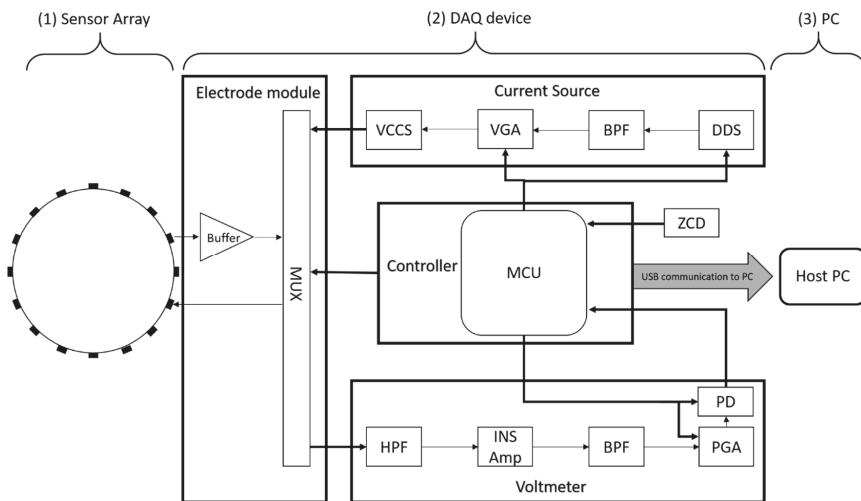 (1) Sensor Array
(2) DAQ device
(3) PC
Electrode module
Current Source
VCCS
VGA
BPF
DDS
Buffer
MUX
Controller
MCU
ZCD
USB communication to PC
Host PC
PD
HPF
INS
Amp
BPF
PGA
Voltmeter